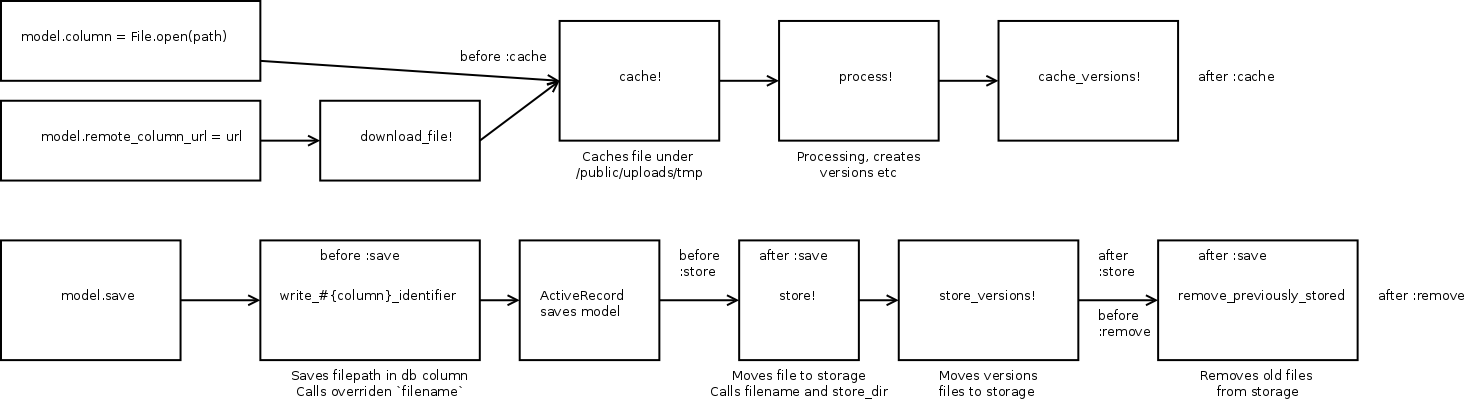 model.column = File.open(path)
before :cache
cache!
process!
cache_versions!
after :cache
model.remote_column_url = url
download_file!
Caches file under
/public/uploads/tmp
Processing, creates
versions etc
model.save
before :save
write_#{column}_identifier
Saves filepath in db column
Calls overriden `filename`
ActiveRecord
saves model
before
:store
after :save
store!
Moves file to storage
Calls filename and store_dir
store_versions!
Moves versions
files to storage
after
:store
before
:remove
after :save
remove_previously_stored
Removes old files
from storage
after :remove